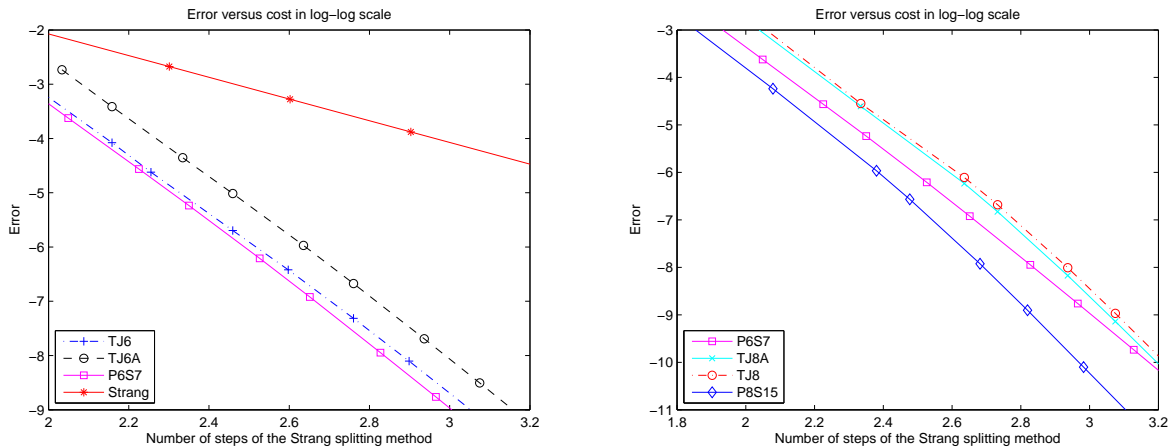 Error versus cost in log-log scale
-2
-3
-4
-5
-6
-7
-8
-9
Error
TJ6
TJ6A
P6S7
Strang
2 2.2 2.4 2.6 2.8 3 3.2
Number of steps of the Strang splitting method
Error versus cost in log-log scale
-3
-4
-5
-6
-7
-8
-9
-10
-11
Error
P6S7
TJ8A
TJ8
P8S15
1.8 2 2.2 2.4 2.6 2.8 3 3.2
Number of steps of the Strang splitting method